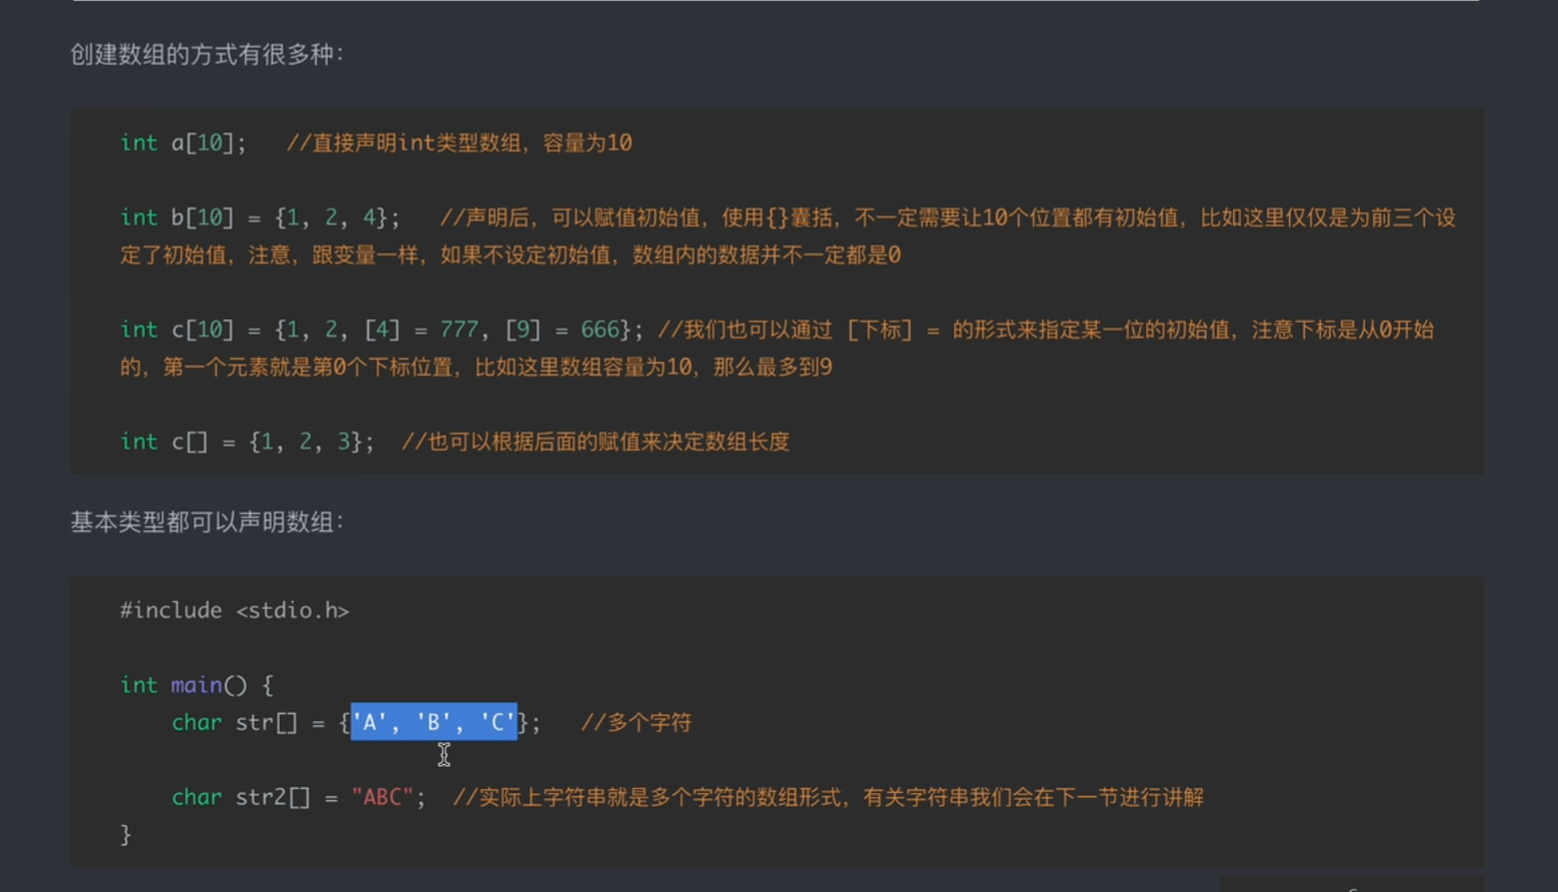 创建数组的方式有很多种：
int a[10];   //直接声明int类型数组，容量为10
int b[10] = {1, 2, 4};   //声明后，可以赋值初始值，使用{}囊括，不一定需要让10个位置都有初始值，比如这里仅仅是为前三个设
定了初始值，注意，跟变量一样，如果不设定初始值，数组内的数据并不一定都是0
int c[10] = {1, 2, [4] = 777, [9] = 666}; //我们也可以通过 [下标] = 的形式来指定某一位的初始值，注意下标是从0开始
的，第一个元素就是第0个下标位置，比如这里数组容量为10，那么最多到9
int c[] = {1, 2, 3};  //也可以根据后面的赋值来决定数组长度
基本类型都可以声明数组：
#include <stdio.h>
int main() {
    char str[] = {'A', 'B', 'C'};   //多个字符
    char str2[] = "ABC";  //实际上字符串就是多个字符的数组形式，有关字符串我们会在下一节进行讲解
}